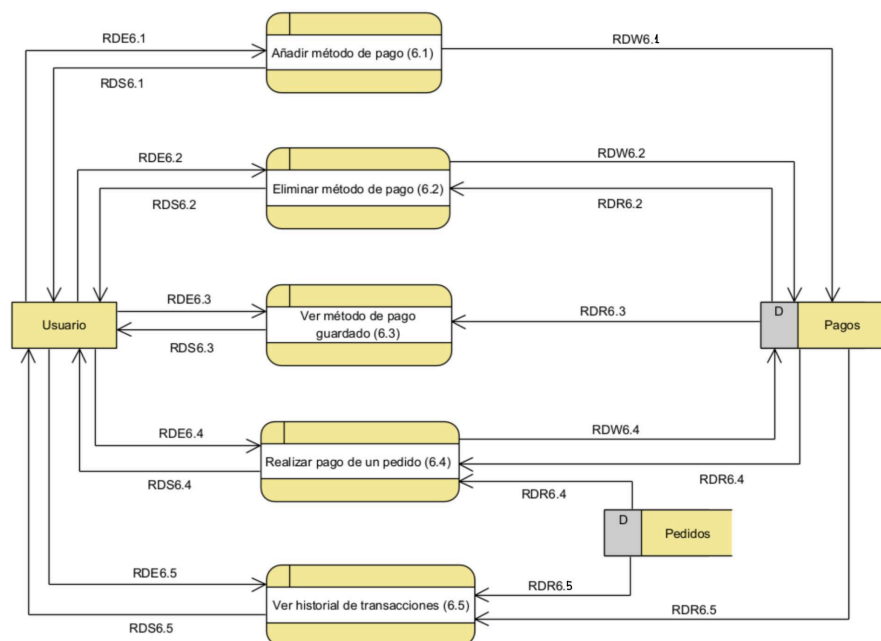 RDE6.1
Añadir método de pago (6.1)
RDW6.1
RDS6.1
RDE6.2
Eliminar método de pago (6.2)
RDW6.2
RDS6.2
RDR6.2
RDE6.3
Ver método de pago
guardado (6.3)
RDR6.3
RDS6.3
Usuario
D
Pagos
RDE6.4
Realizar pago de un pedido (6.4)
RDW6.4
RDS6.4
RDR6.4
RDR6.4
D
Pedidos
RDE6.5
Ver historial de transacciones (6.5)
RDR6.5
RDS6.5
RDR6.5